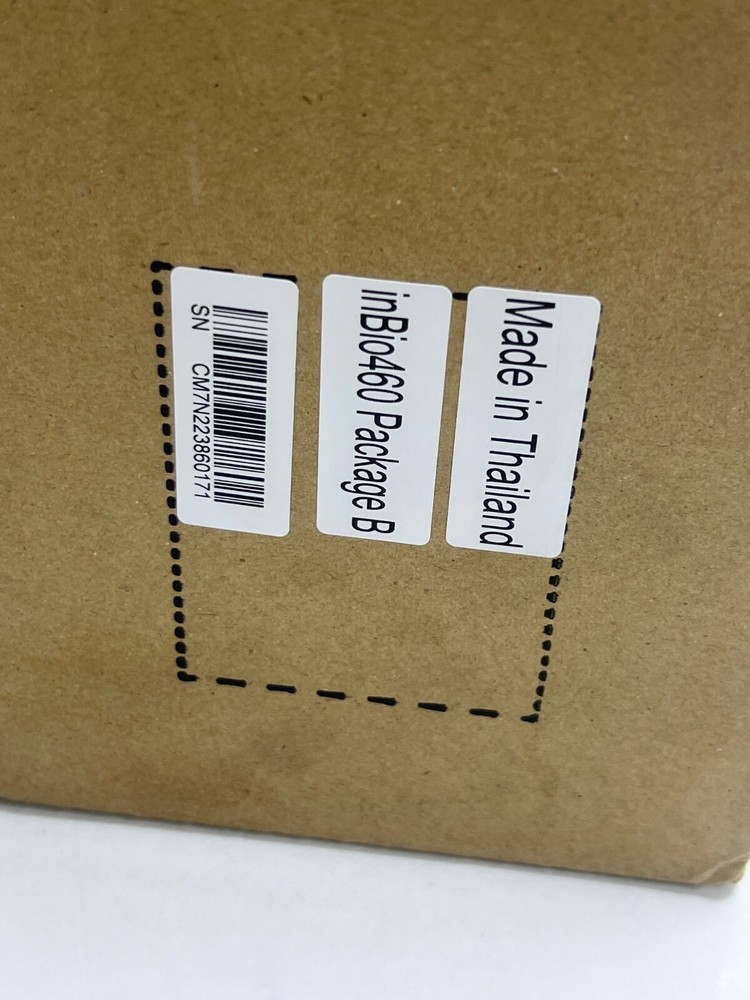 Made in Thailand
inBio460 Package B
SN CM7N223860171